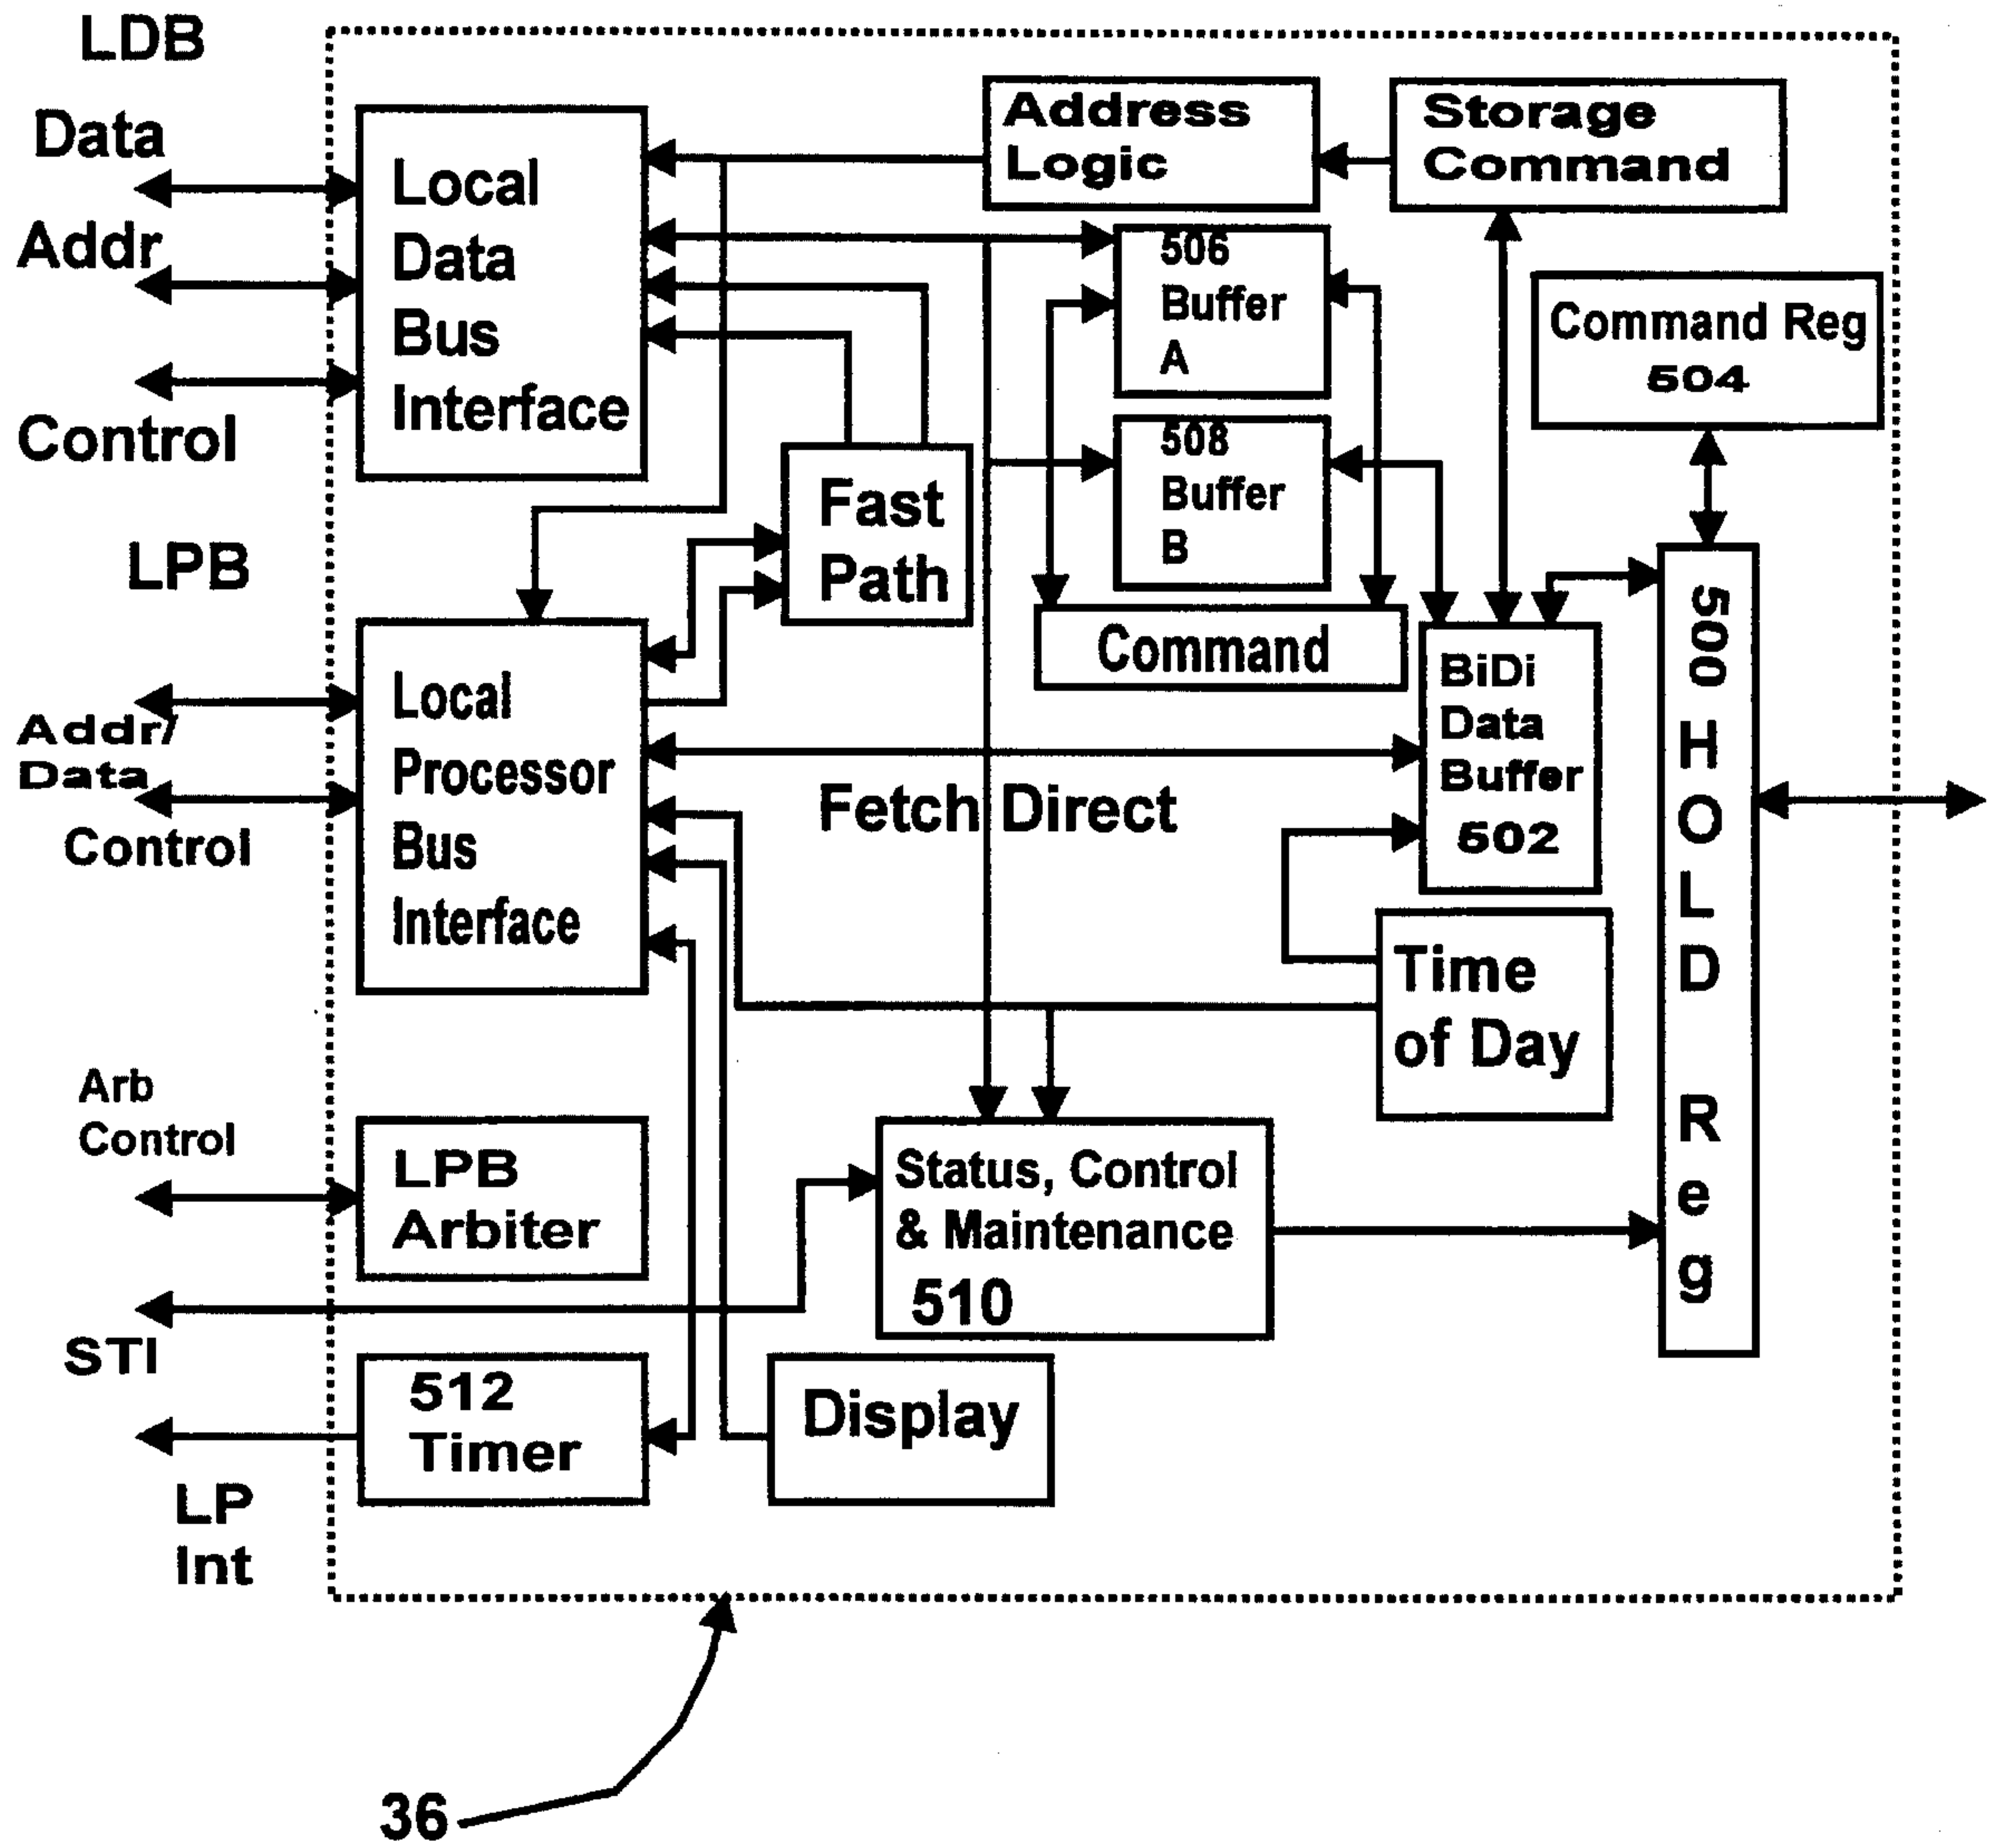 LDB
Data
Addr
Control
LPB
Addr/
Data
Control
Arb
Control
STI
LP
Int
Local
Data
Bus
Interface
Address
Logic
Storage
Command
506
Buffer
A
508
Buffer
B
Command Reg
504
Fast
Path
Command
Local
Processor
Bus
Interface
Fetch Direct
BiDi
Data
Buffer
502
500 HOLD Reg
Time
of Day
LPB
Arbiter
Status, Control
& Maintenance
510
512
Timer
Display
36